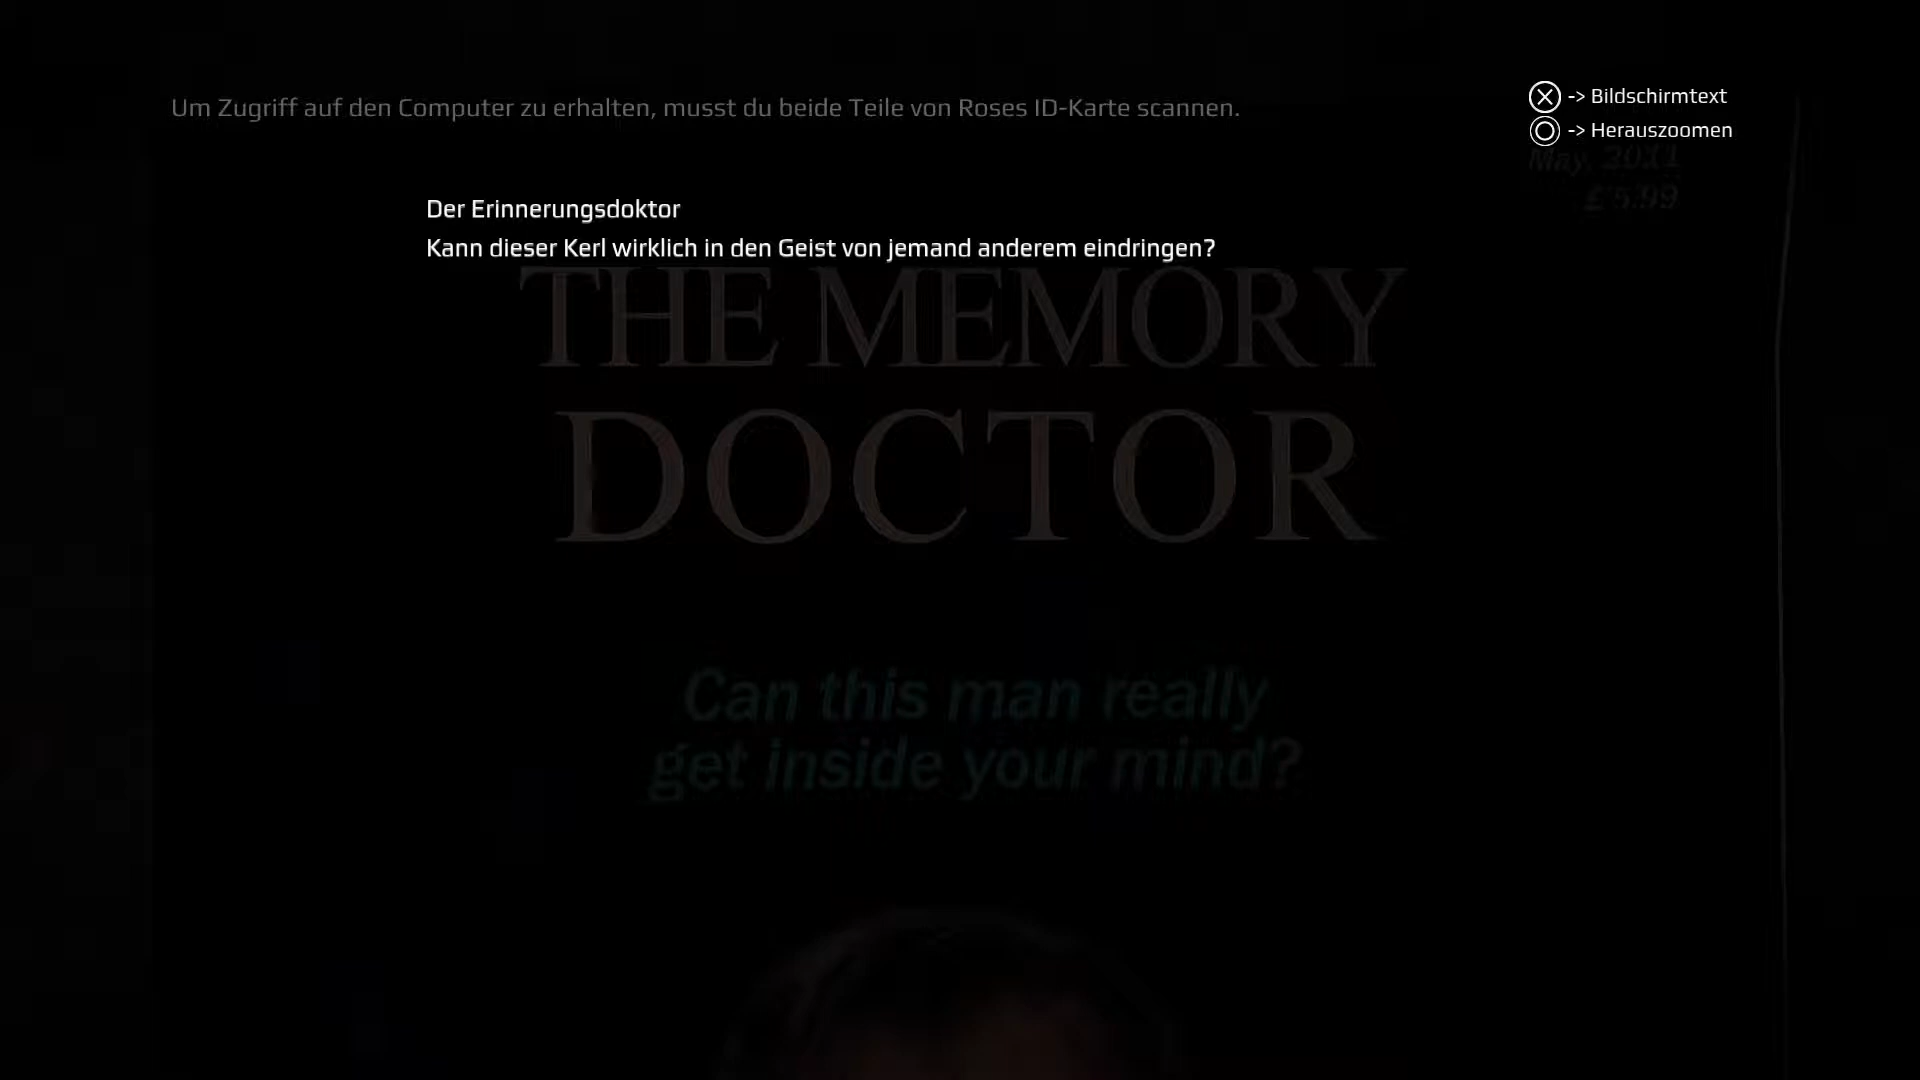 Um Zugriff auf den Computer zu erhalten, musst du beide Teile von Roses ID-Karte scannen.
-> Bildschirmtext
-> Herauszoomen
May, 2031
£5.99
Der Erinnerungsdoktor
Kann dieser Kerl wirklich in den Geist von jemand anderem eindringen?
THE MEMORY
DOCTOR
Can this man really
get inside your mind?